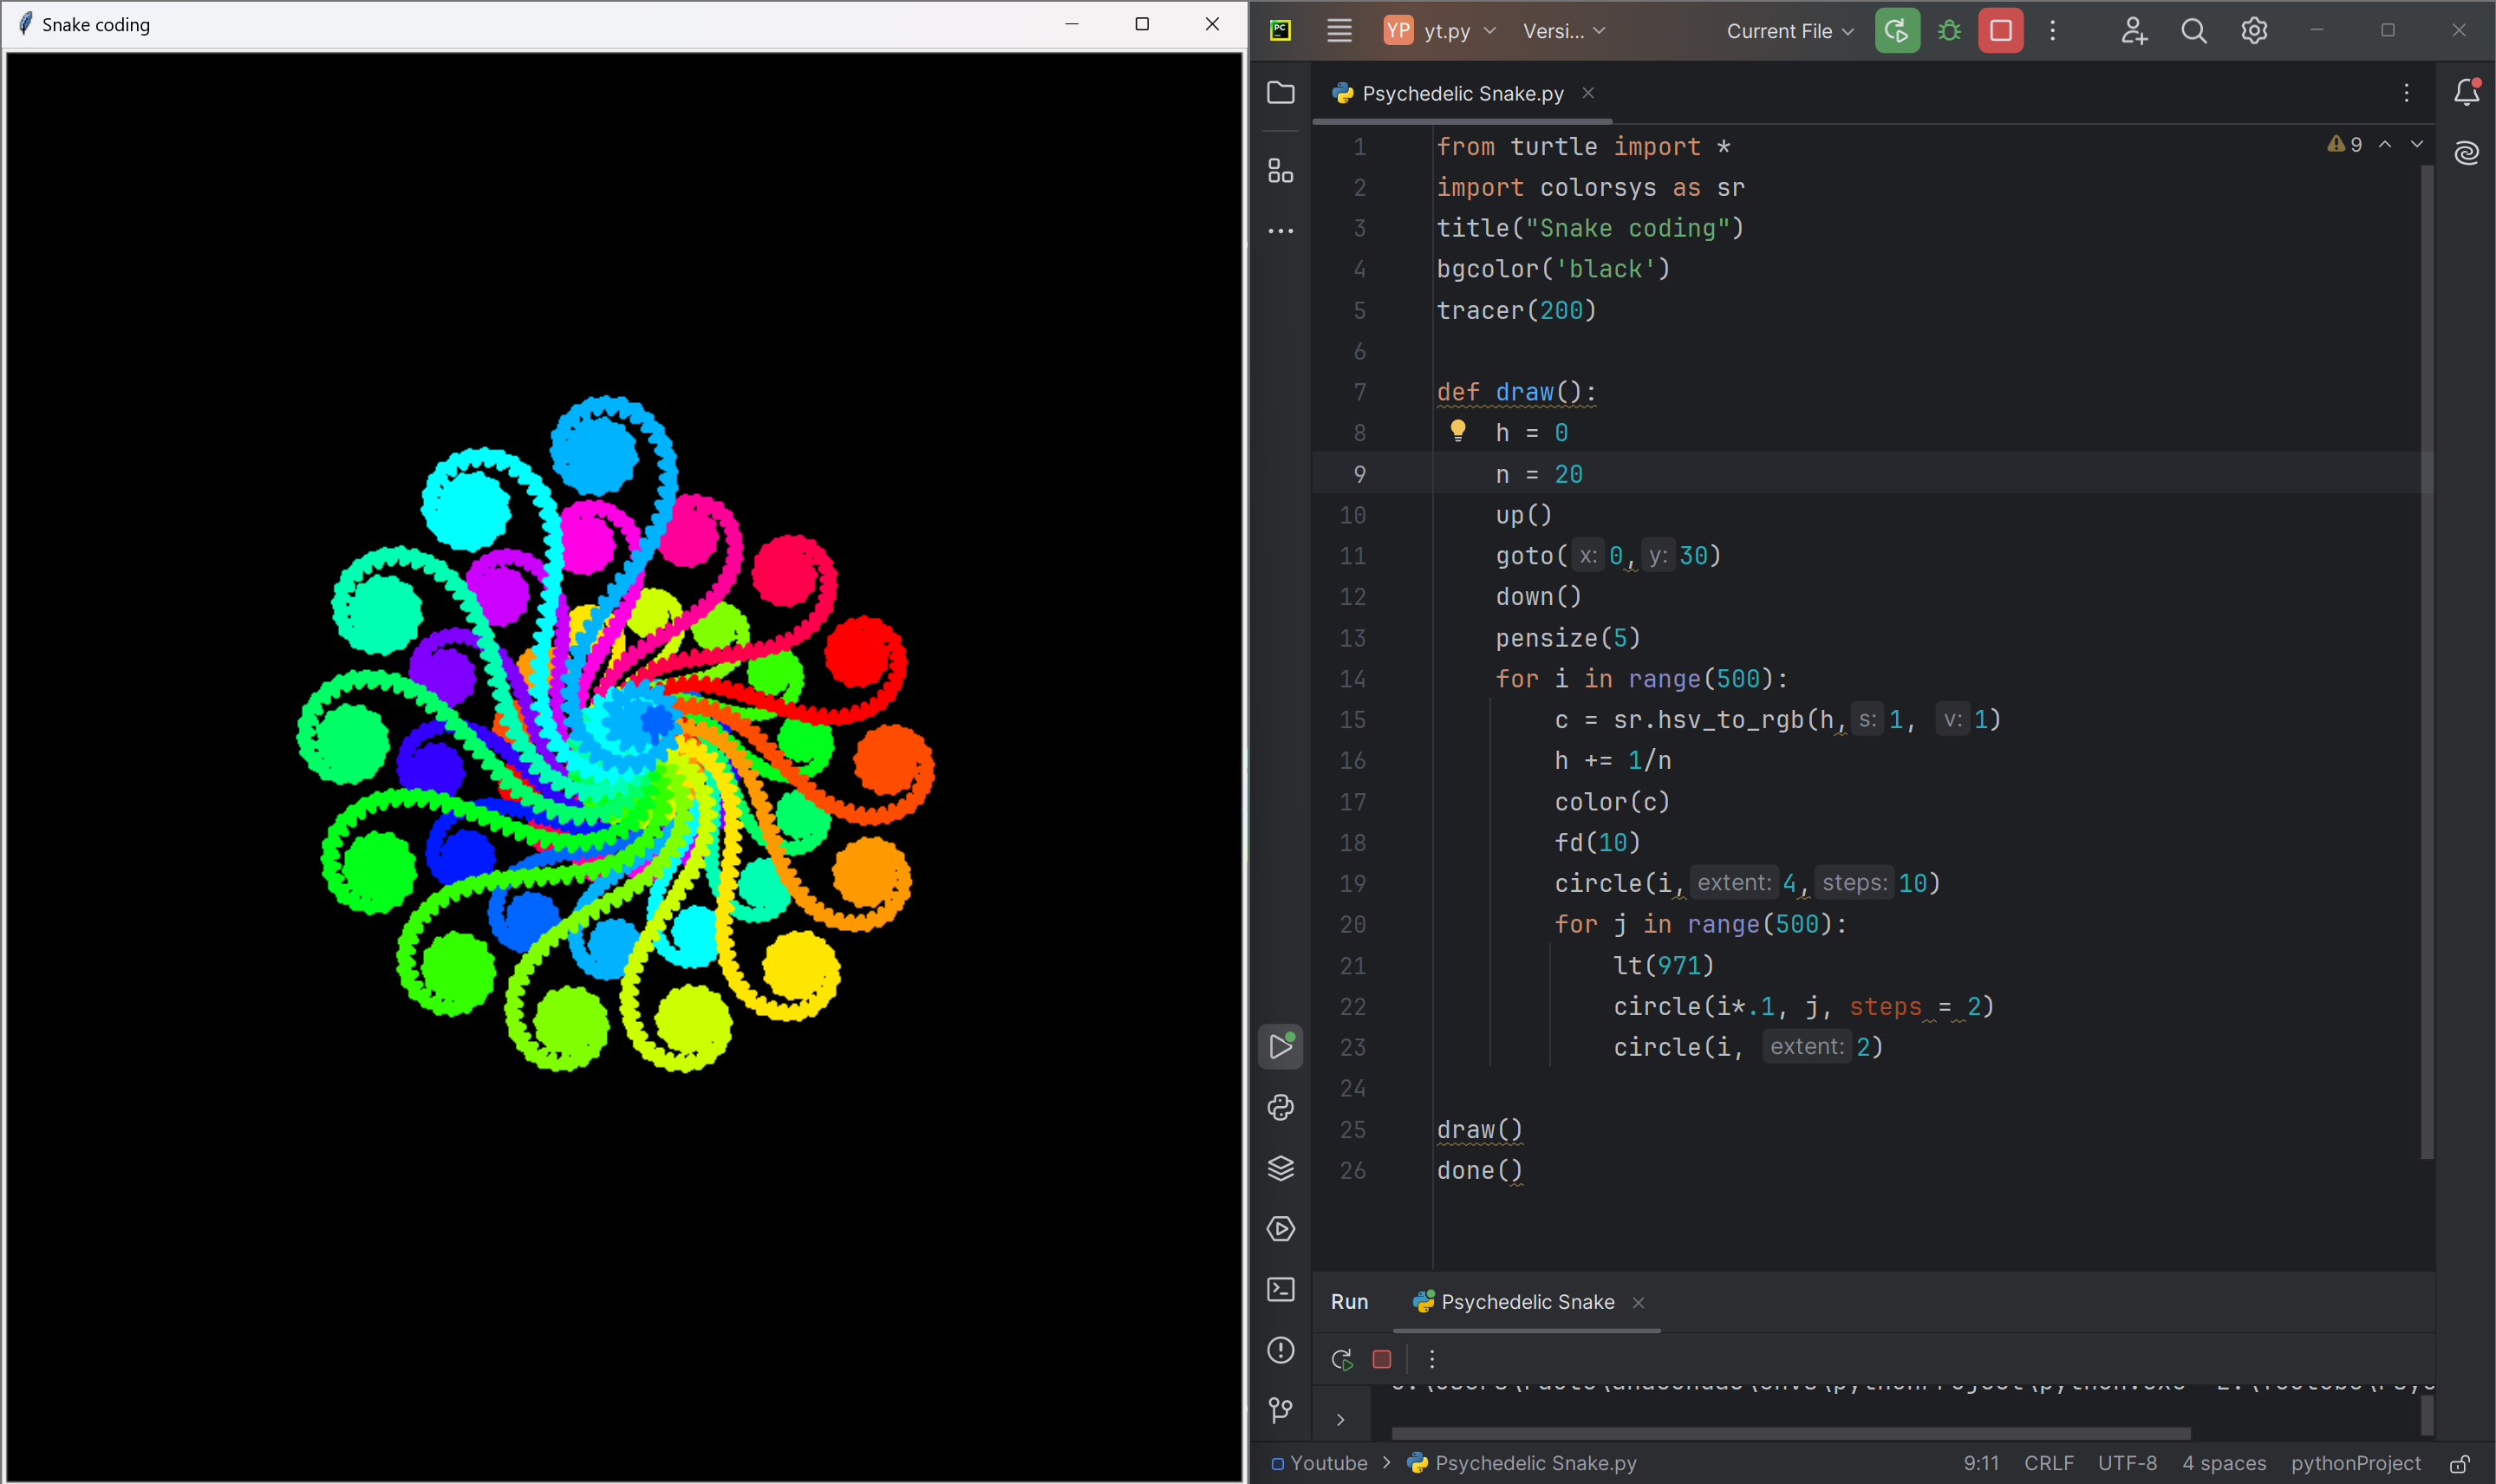 Snake coding
PC
YP yt.py Versi... Current File
Psychedelic Snake.py
9
1 from turtle import *
2 import colorsys as sr
3 title("Snake coding")
4 bgcolor('black')
5 tracer(200)
6
7 def draw():
8 h = 0
9 n = 20
10 up()
11 goto( x: 0, y: 30)
12 down()
13 pensize(5)
14 for i in range(500):
15 c = sr.hsv_to_rgb(h, s: 1, v: 1)
16 h += 1/n
17 color(c)
18 fd(10)
19 circle(i, extent: 4, steps: 10)
20 for j in range(500):
21 lt(971)
22 circle(i*.1, j, steps = 2)
23 circle(i, extent: 2)
24
25 draw()
26 done()
Run Psychedelic Snake
Youtube > Psychedelic Snake.py 9:11 CRLF UTF-8 4 spaces pythonProject